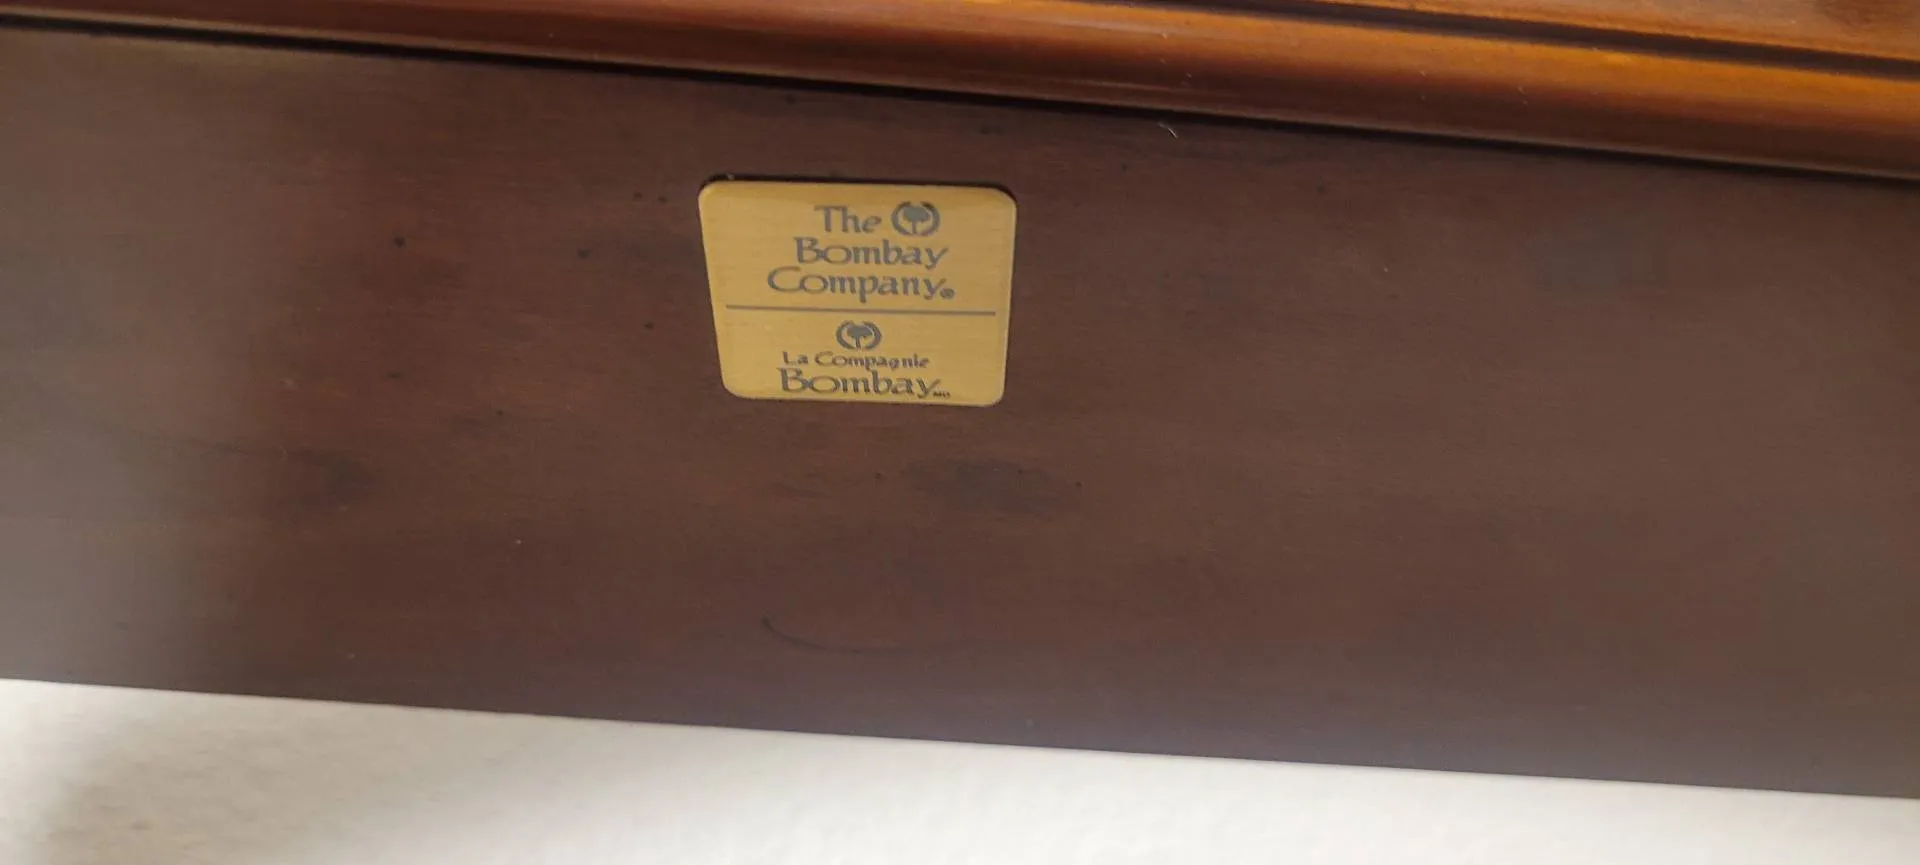 The
Bombay
Company®
La Compagnie
Bombay